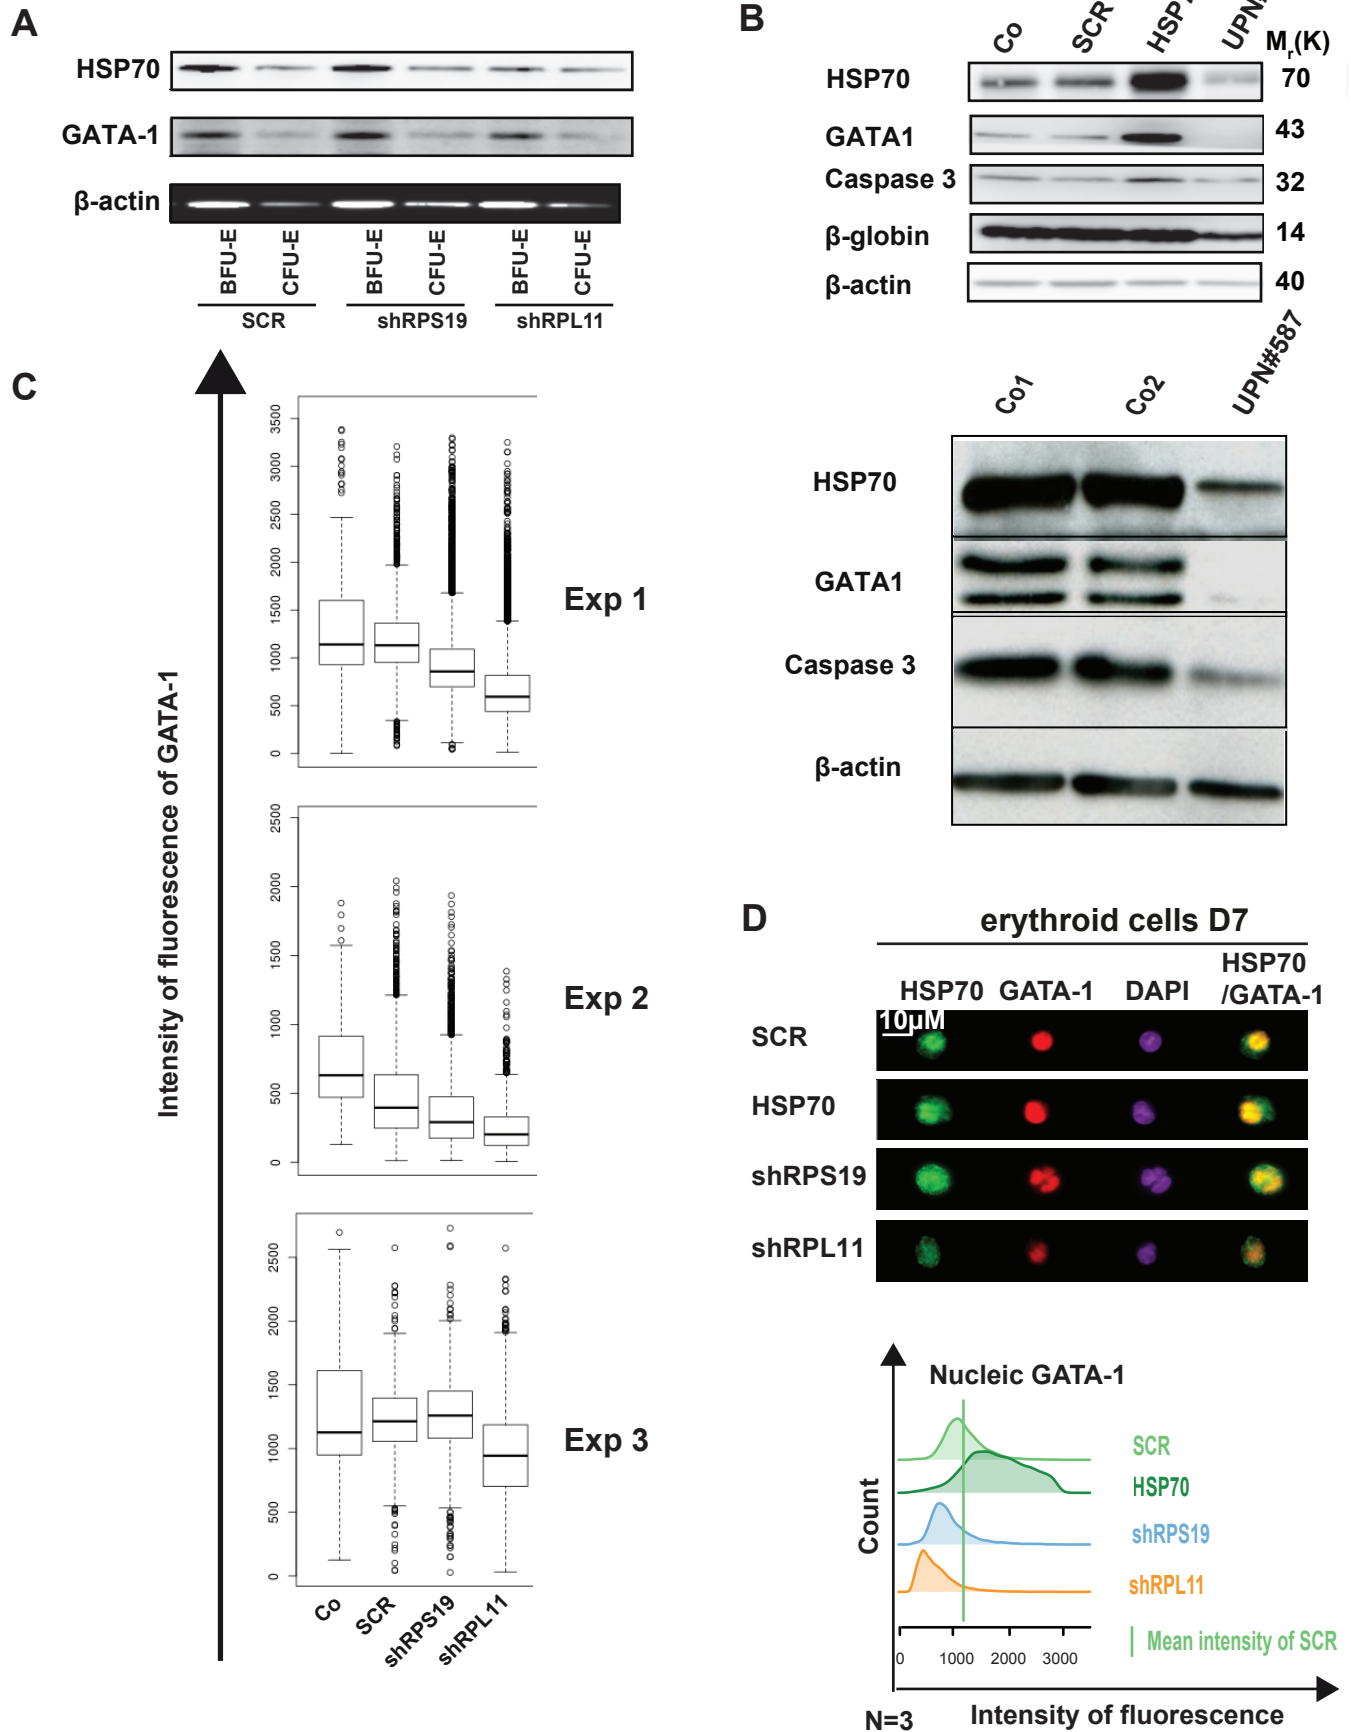 A
HSP70
GATA-1
β-actin
BFU-E
CFU-E
BFU-E
CFU-E
BFU-E
CFU-E
SCR
shRPS19
shRPL11
B
Co
SCR
Mr(K)
HSP70
70
GATA1
43
Caspase 3
32
β-globin
14
β-actin
40
Co1
Co2
UPN#587
HSP70
GATA1
Caspase 3
β-actin
C
Intensity of fluorescence of GATA-1
3500
3000
2500
2000
1500
1000
500
0
Exp 1
2500
2000
1500
1000
500
0
Exp 2
2500
2000
1500
1000
500
0
Exp 3
Co
SCR
shRPS19
shRPL11
D
erythroid cells D7
HSP70
GATA-1
DAPI
HSP70
/GATA-1
10µM
SCR
HSP70
shRPS19
shRPL11
Nucleic GATA-1
Count
SCR
HSP70
shRPS19
shRPL11
Mean intensity of SCR
0 1000 2000 3000
Intensity of fluorescence
N=3